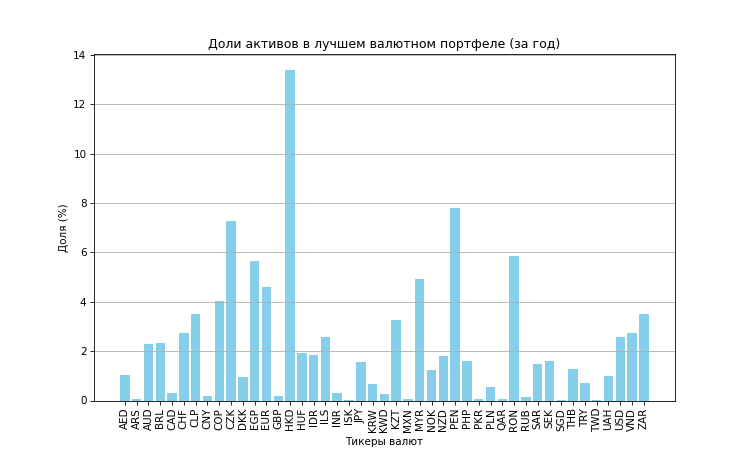 Доли активов в лучшем валютном портфеле (за год)
14
12
10
8
6
4
2
0
Доля (%)
AED
ARS
AUD
BRL
CAD
CHF
CLP
CNY
COP
CZK
DKK
EGP
EUR
GBP
HKD
HUF
IDR
ILS
INR
ISK
JPY
KRW
KWD
KZT
MXN
MYR
NOK
NZD
PEN
PHP
PKR
PLN
QAR
RON
RUB
SAR
SEK
SGD
THB
TRY
TWD
UAH
USD
VND
ZAR
Тикеры валют